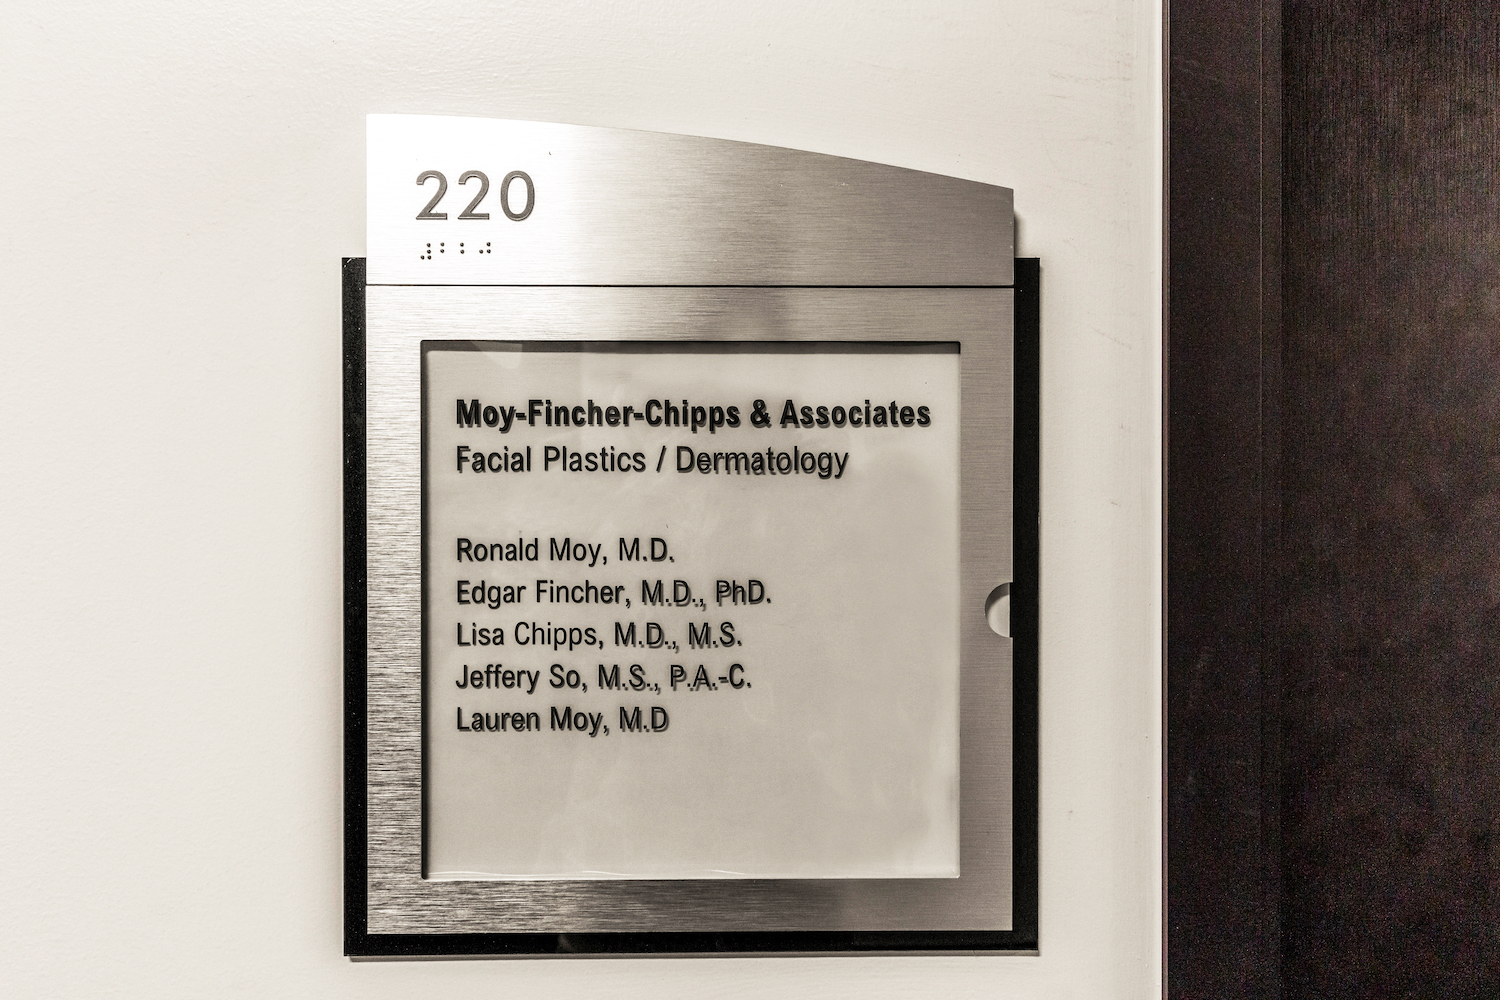 220
⠼⠃⠃⠚
Moy-Fincher-Chipps & Associates
Facial Plastics / Dermatology
Ronald Moy, M.D.
Edgar Fincher, M.D., PhD.
Lisa Chipps, M.D., M.S.
Jeffery So, M.S., P.A.-C.
Lauren Moy, M.D